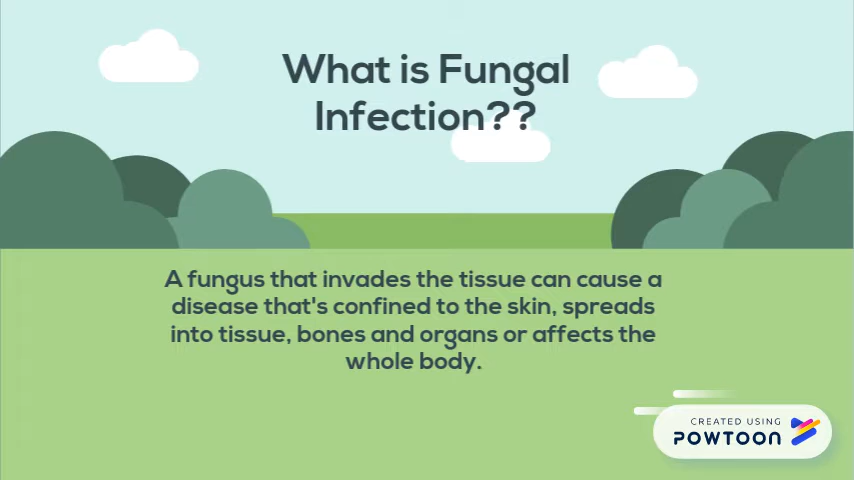 What is Fungal
Infection??
A fungus that invades the tissue can cause a
disease that's confined to the skin, spreads
into tissue, bones and organs or affects the
whole body.
CREATED USING
POWTOON